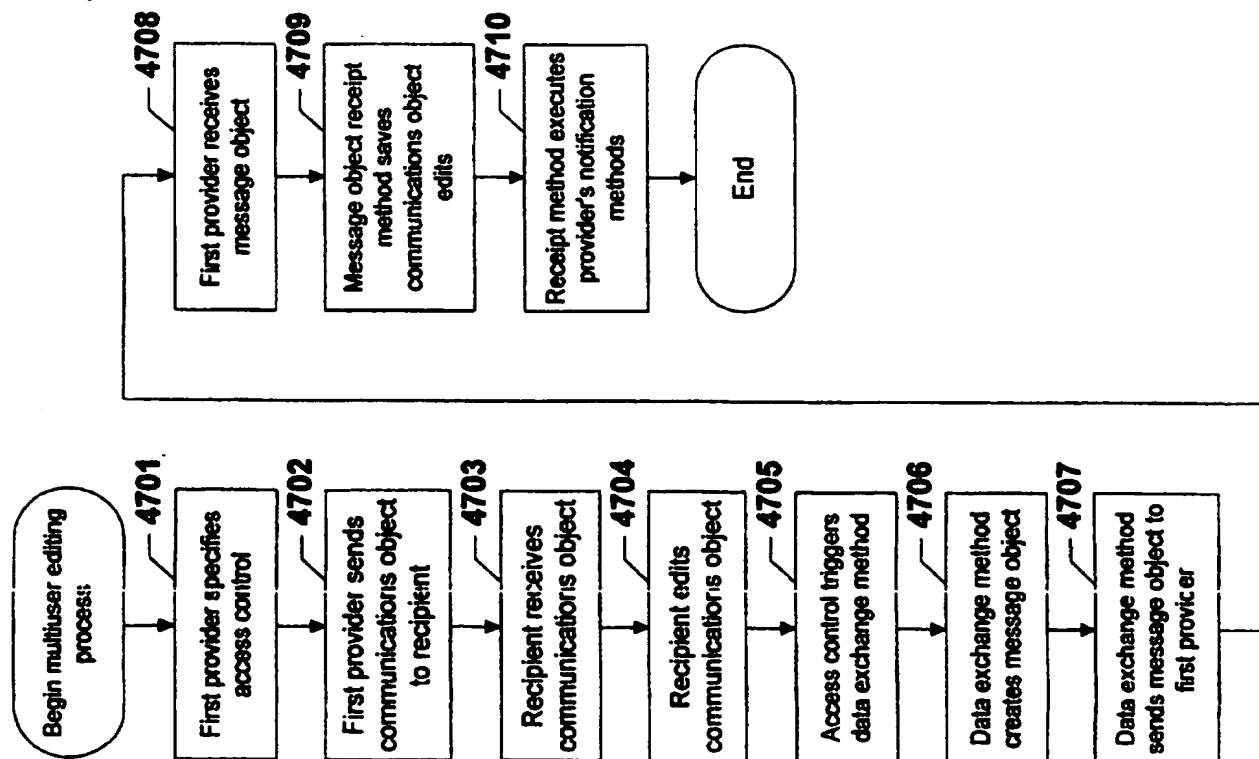 Begin multiuser editing
process
4701
First provider specifies
access control
4702
First provider sends
communications object
to recipient
4703
Recipient receives
communications object
4704
Recipient edits
communications object
4705
Access control triggers
data exchange method
4706
Data exchange method
creates message object
4707
Data exchange method
sends message object to
first provider
4708
First provider receives
message object
4709
Message object receipt
method saves
communications object
edits
4710
Receipt method executes
provider's notification
methods
End